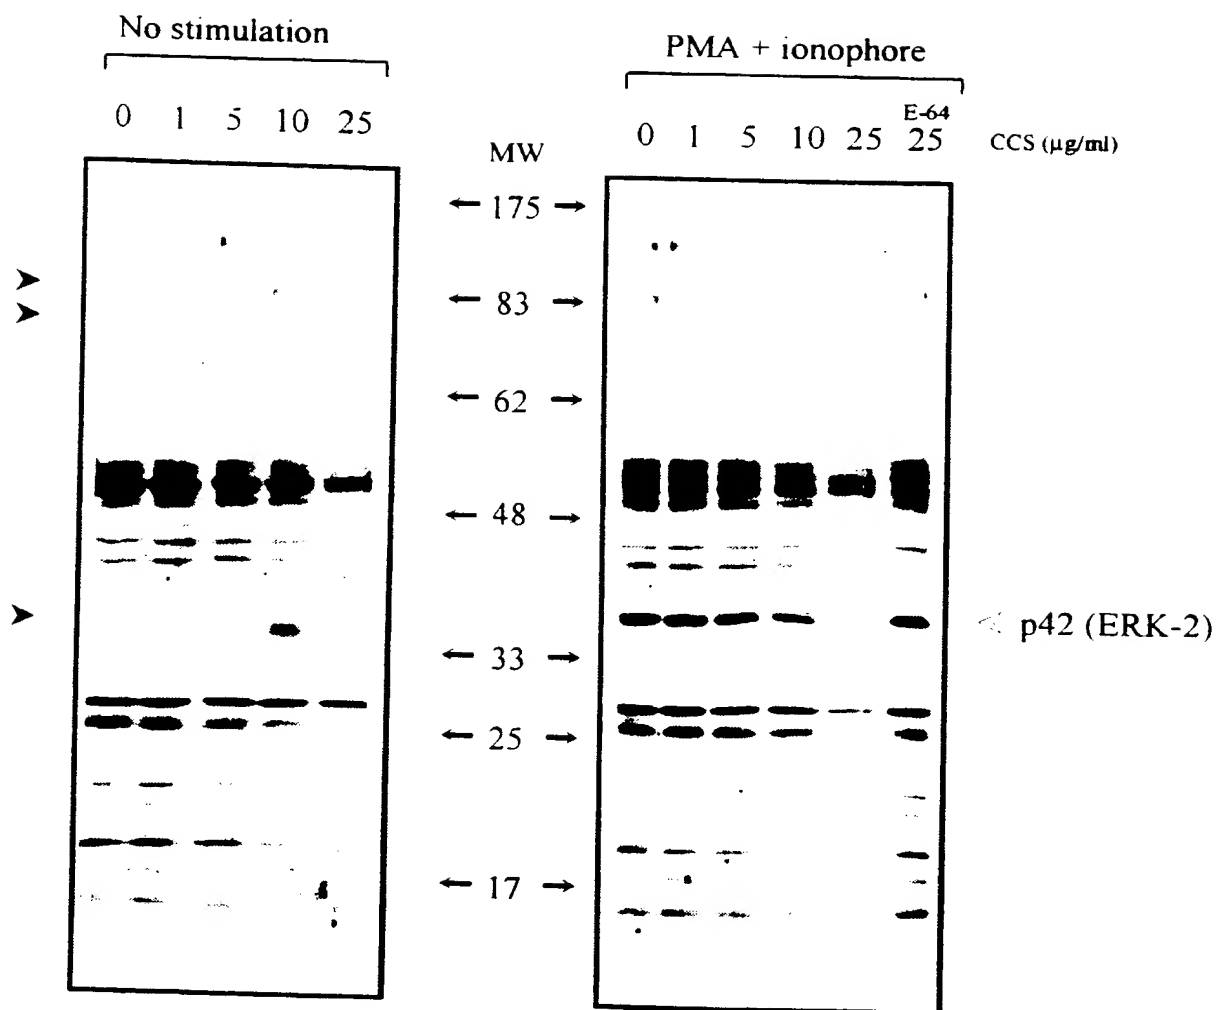 No stimulation
PMA + ionophore
0 1 5 10 25
E-64
0 1 5 10 25 25 CCS (µg/ml)
MW
← 175 →
← 83 →
← 62 →
← 48 →
p42 (ERK-2)
← 33 →
← 25 →
← 17 →